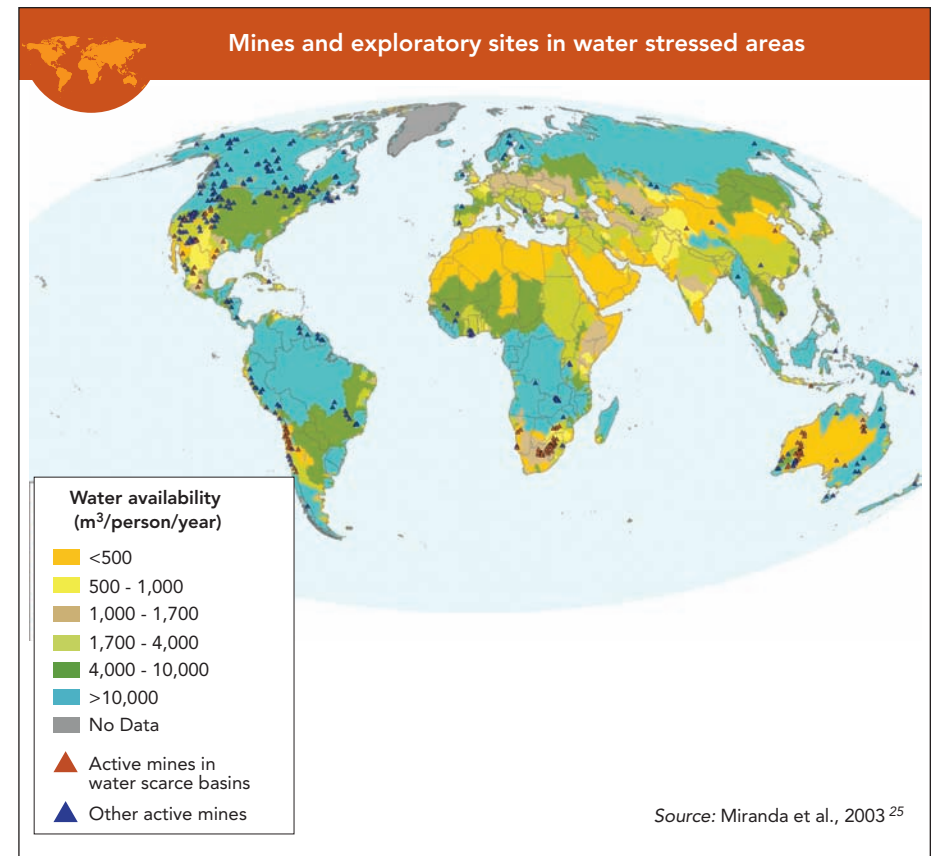 Mines and exploratory sites in water stressed areas
Water availability
(m³/person/year)
<500
500 - 1,000
1,000 - 1,700
1,700 - 4,000
4,000 - 10,000
>10,000
No Data
Active mines in
water scarce basins
Other active mines
Source: Miranda et al., 2003 25